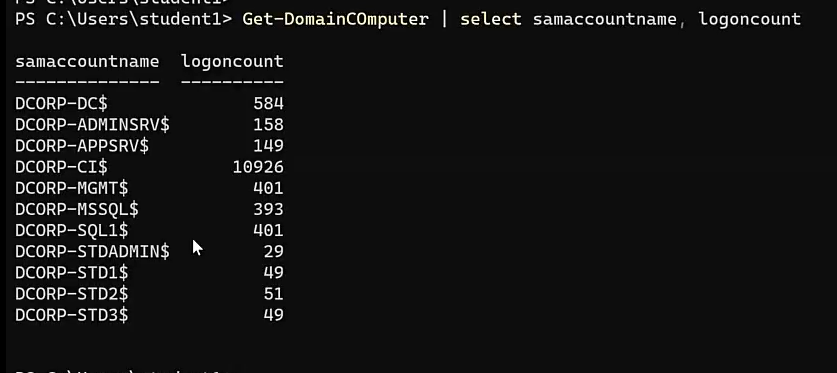 PS C:\Users\student1> Get-DomainCOmputer | select samaccountname, logoncount
samaccountname logoncount
-------------- ----------
DCORP-DC$ 584
DCORP-ADMINSRV$ 158
DCORP-APPSRV$ 149
DCORP-CI$ 10926
DCORP-MGMT$ 401
DCORP-MSSQL$ 393
DCORP-SQL1$ 401
DCORP-STDADMIN$ 29
DCORP-STD1$ 49
DCORP-STD2$ 51
DCORP-STD3$ 49